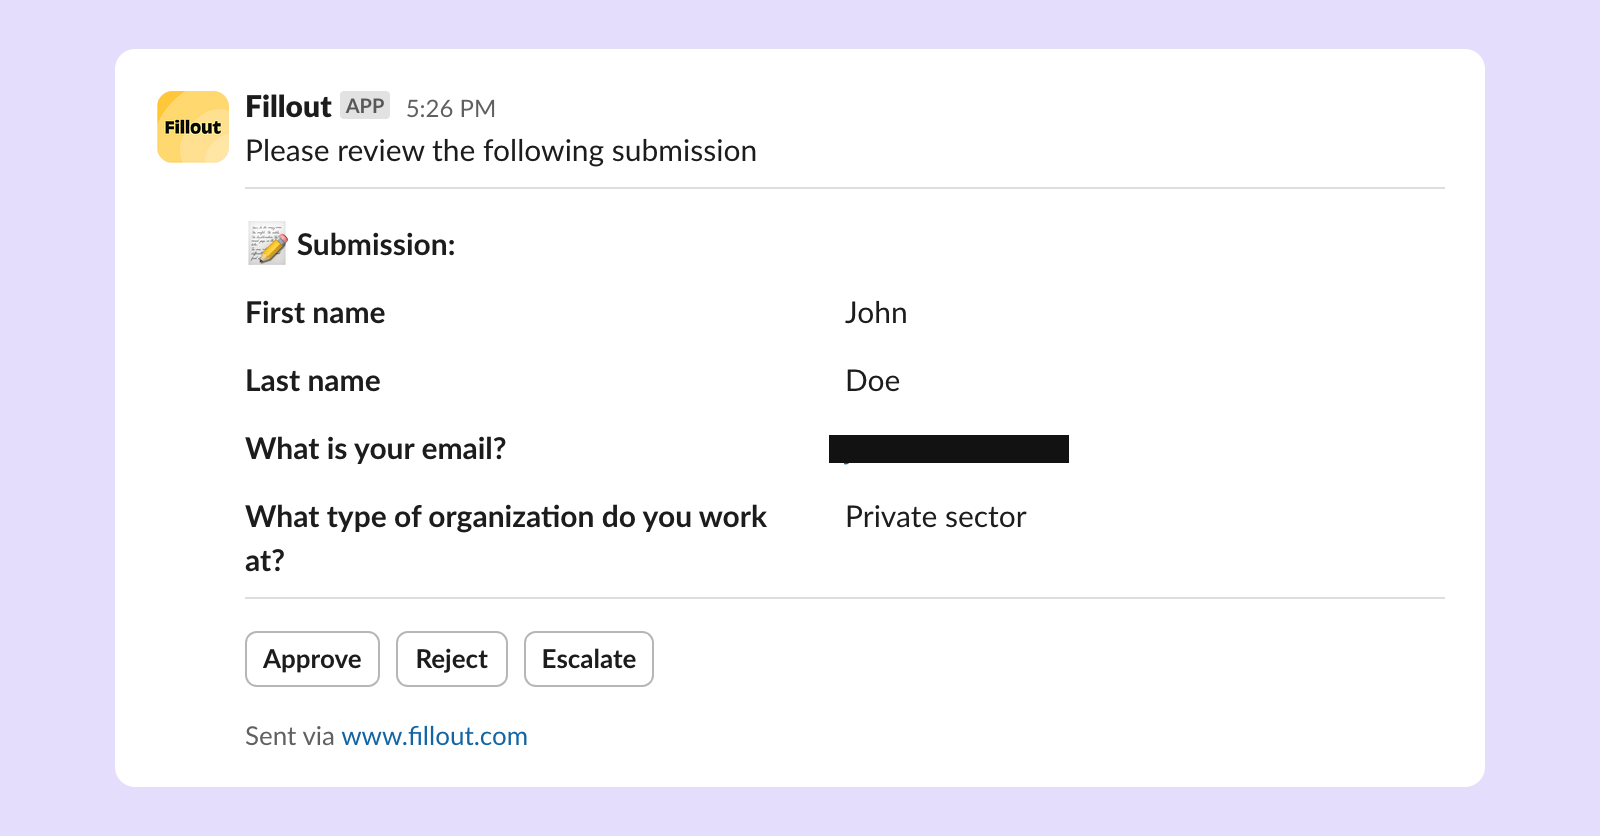 Fillout
Fillout APP 5:26 PM
Please review the following submission
Submission:
First name John
Last name Doe
What is your email?
What type of organization do you work Private sector
at?
Approve Reject Escalate
Sent via www.fillout.com